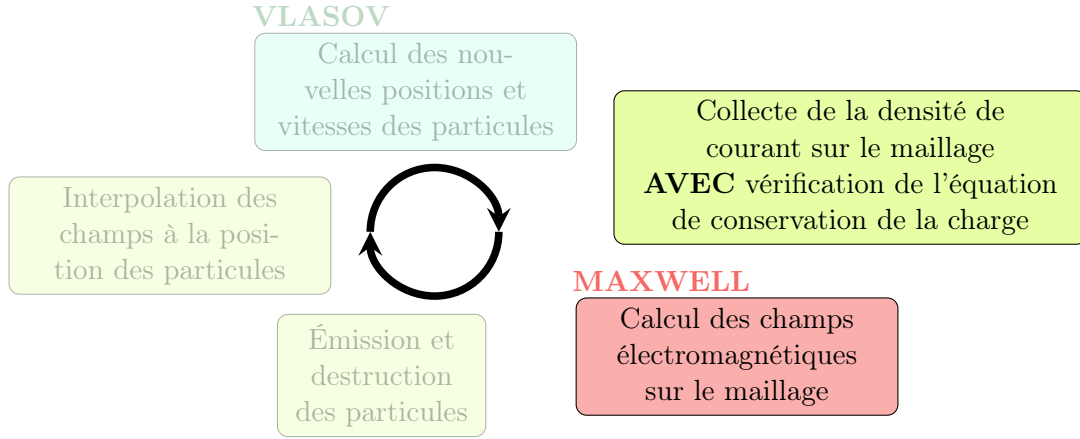 VLASOV
Calcul des nou-
velles positions et
vitesses des particules
Collecte de la densité de
courant sur le maillage
AVEC vérification de l'équation
de conservation de la charge
MAXWELL
Calcul des champs
électromagnétiques
sur le maillage
Émission et
destruction
des particules
Interpolation des
champs à la posi-
tion des particules